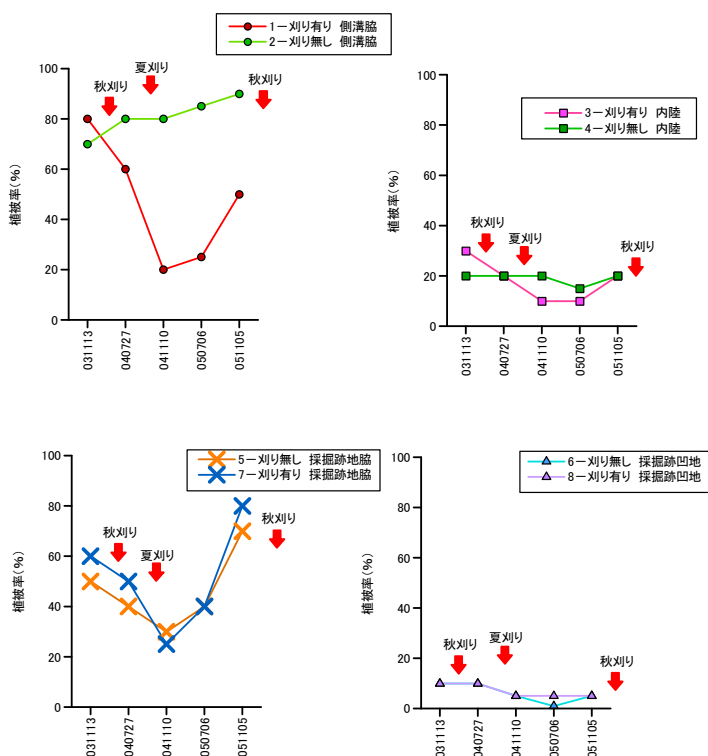 1－刈り有り 側溝脇
2－刈り無し 側溝脇
秋刈り
夏刈り
秋刈り
植被率(%)
100
80
60
40
20
0
031113
040727
041110
050706
051105
3－刈り有り 内陸
4－刈り無し 内陸
秋刈り
夏刈り
秋刈り
植被率(%)
100
80
60
40
20
0
031113
040727
041110
050706
051105
5－刈り無し 採掘跡地脇
7－刈り有り 採掘跡地脇
秋刈り
夏刈り
秋刈り
植被率(%)
100
80
60
40
20
0
031113
040727
041110
050706
051105
6－刈り無し 採掘跡凹地
8－刈り有り 採掘跡凹地
秋刈り
夏刈り
秋刈り
植被率(%)
100
80
60
40
20
0
031113
040727
041110
050706
051105